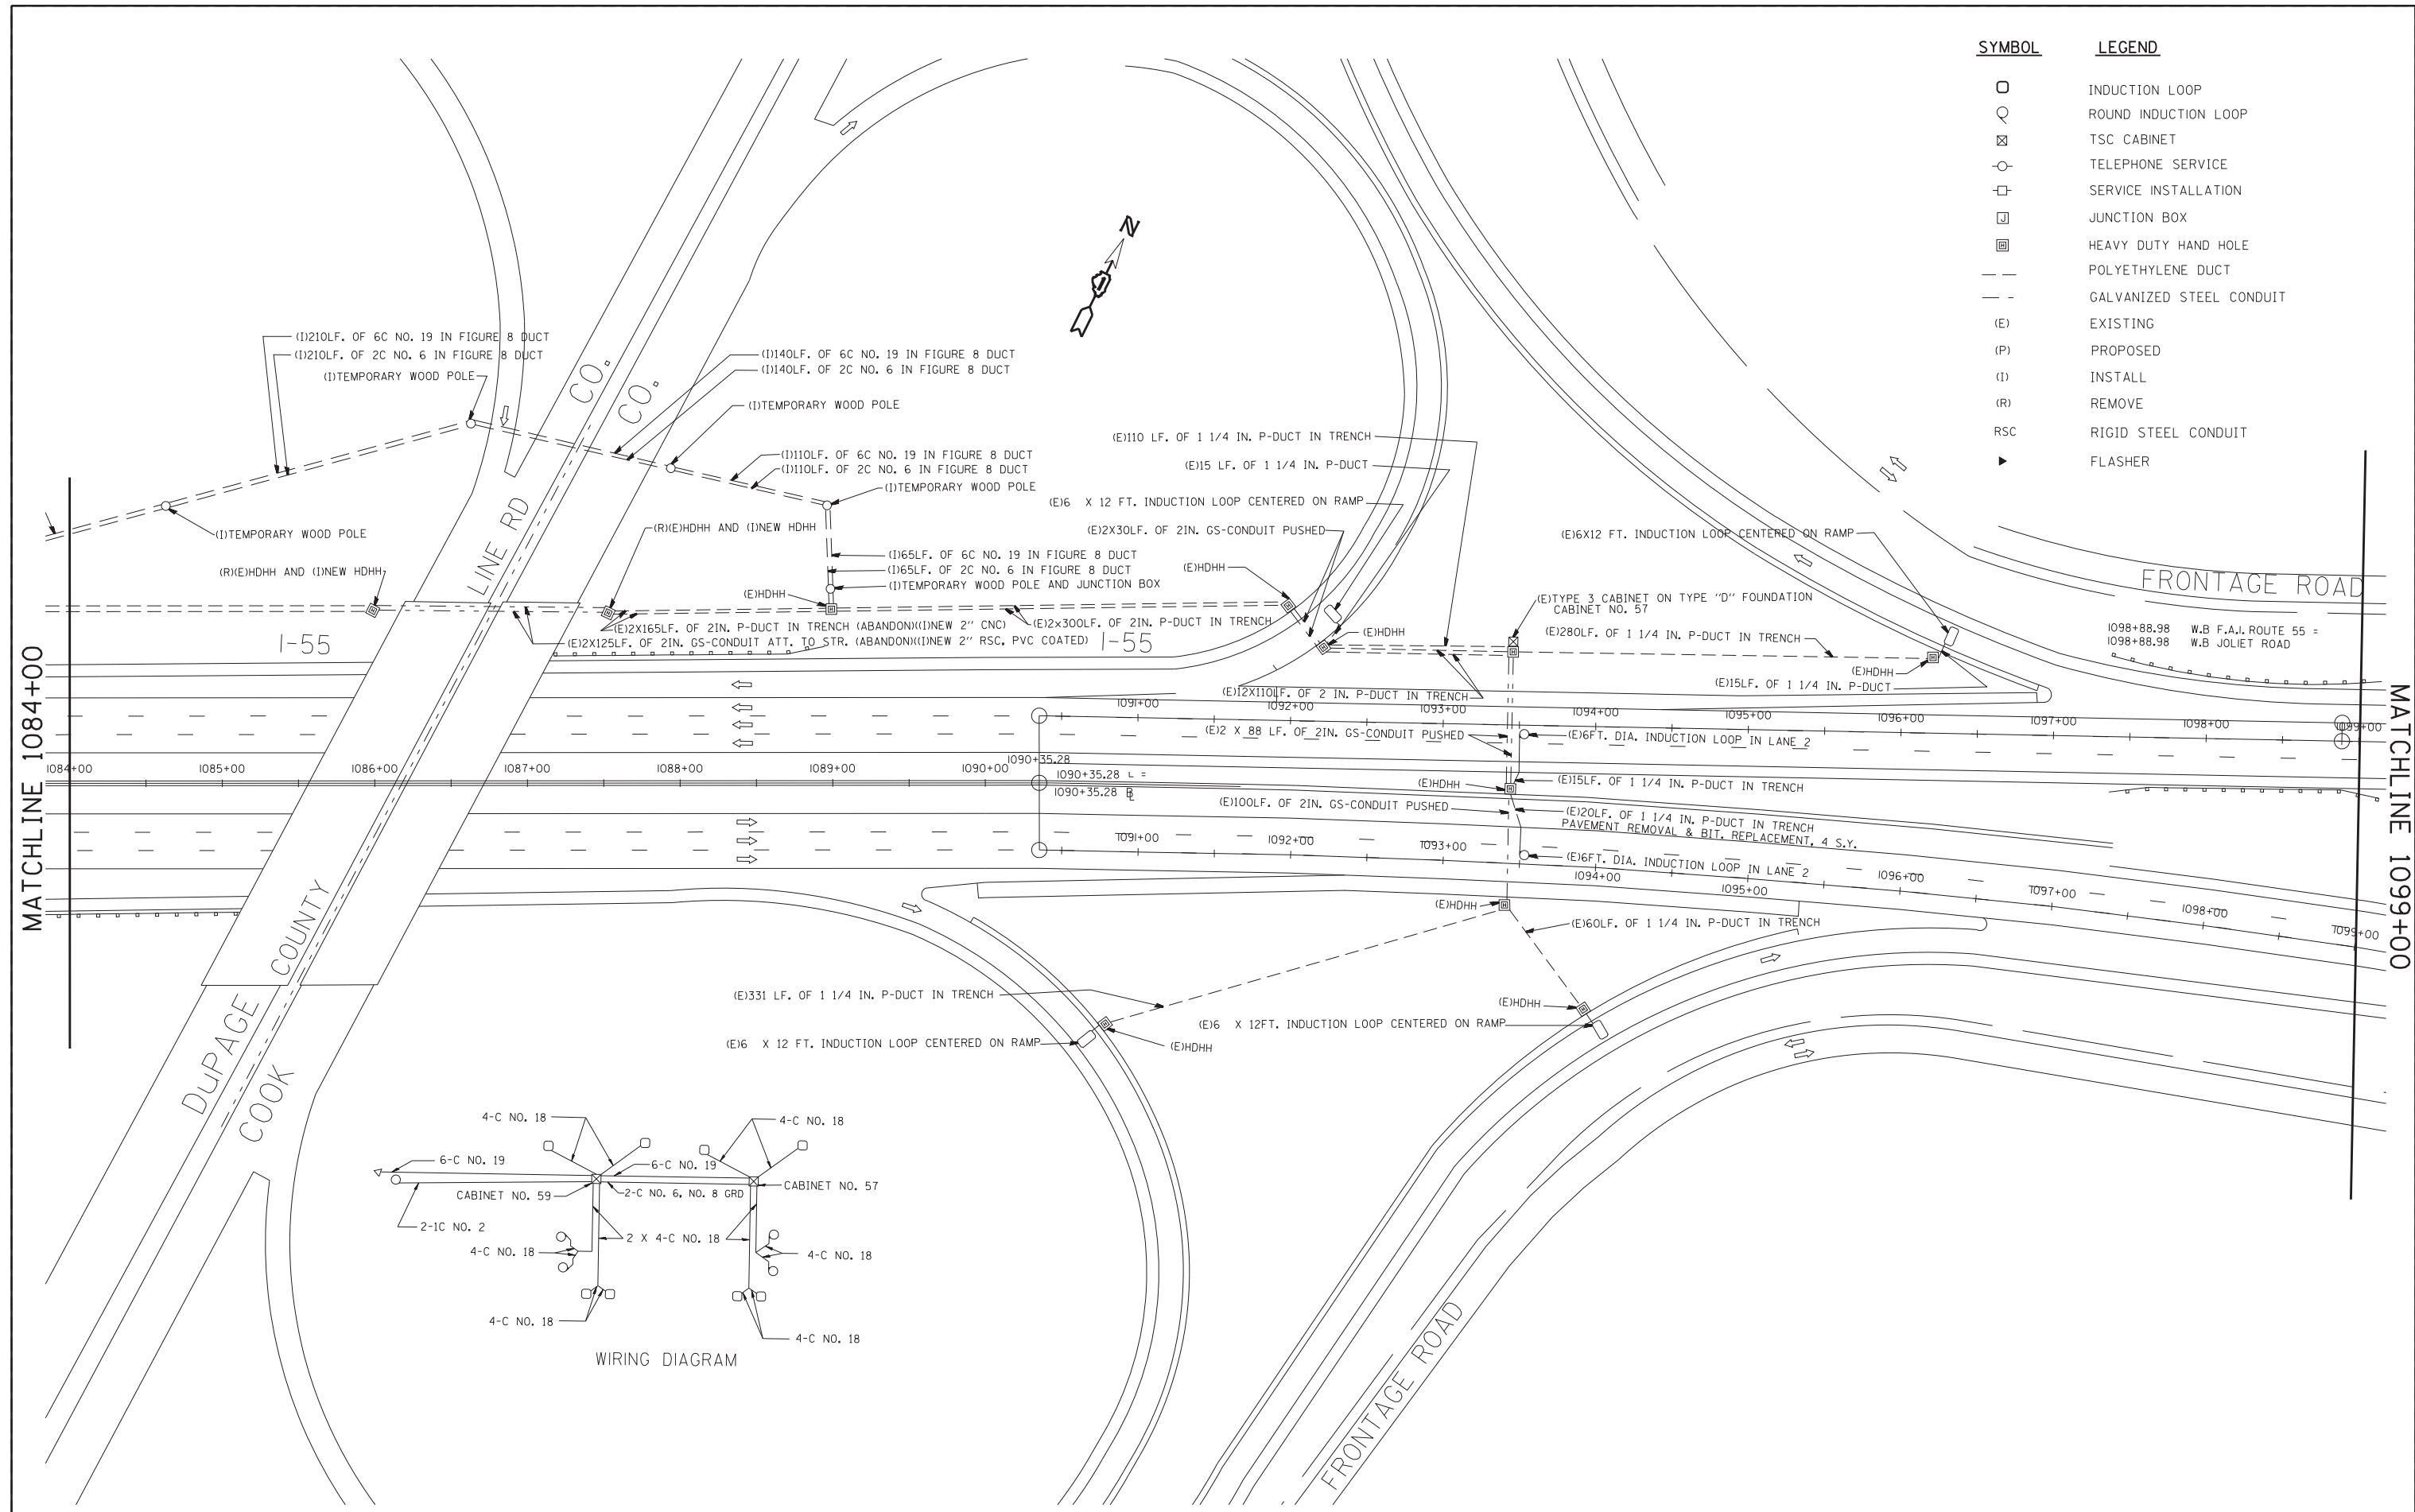 SYMBOL LEGEND
INDUCTION LOOP
ROUND INDUCTION LOOP
TSC CABINET
TELEPHONE SERVICE
SERVICE INSTALLATION
J JUNCTION BOX
H HEAVY DUTY HAND HOLE
POLYETHYLENE DUCT
GALVANIZED STEEL CONDUIT
(E) EXISTING
(P) PROPOSED
(I) INSTALL
(R) REMOVE
RSC RIGID STEEL CONDUIT
FLASHER
N
(I)210LF. OF 6C NO. 19 IN FIGURE 8 DUCT
(I)210LF. OF 2C NO. 6 IN FIGURE 8 DUCT
(I)TEMPORARY WOOD POLE
CO.
CO.
(I)140LF. OF 6C NO. 19 IN FIGURE 8 DUCT
(I)140LF. OF 2C NO. 6 IN FIGURE 8 DUCT
(I)TEMPORARY WOOD POLE
(I)110LF. OF 6C NO. 19 IN FIGURE 8 DUCT
(I)110LF. OF 2C NO. 6 IN FIGURE 8 DUCT
(I)TEMPORARY WOOD POLE
(I)TEMPORARY WOOD POLE
(R)(E)HDHH AND (I)NEW HDHH
(R)(E)HDHH AND (I)NEW HDHH
LINE RD
(I)65LF. OF 6C NO. 19 IN FIGURE 8 DUCT
(I)65LF. OF 2C NO. 6 IN FIGURE 8 DUCT
(I)TEMPORARY WOOD POLE AND JUNCTION BOX
(E)HDHH
(E)HDHH
(E)110 LF. OF 1 1/4 IN. P-DUCT IN TRENCH
(E)15 LF. OF 1 1/4 IN. P-DUCT
(E)6 X 12 FT. INDUCTION LOOP CENTERED ON RAMP
(E)2X30LF. OF 2IN. GS-CONDUIT PUSHED
(E)6X12 FT. INDUCTION LOOP CENTERED ON RAMP
FRONTAGE ROAD
(E)TYPE 3 CABINET ON TYPE "D" FOUNDATION
CABINET NO. 57
(E)2X165LF. OF 2IN. P-DUCT IN TRENCH (ABANDON)((I)NEW 2" CNC)
(E)2x300LF. OF 2IN. P-DUCT IN TRENCH
(E)2X125LF. OF 2IN. GS-CONDUIT ATT. TO STR. (ABANDON)((I)NEW 2" RSC, PVC COATED)
I-55
I-55
(E)HDHH
(E)280LF. OF 1 1/4 IN. P-DUCT IN TRENCH
1098+88.98 W.B F.A.I. ROUTE 55 =
1098+88.98 W.B JOLIET ROAD
(E)HDHH
(E)15LF. OF 1 1/4 IN. P-DUCT
(E)12X110LF. OF 2 IN. P-DUCT IN TRENCH
MATCHLINE 1084+00
MATCHLINE 1099+00
1091+00 1092+00 1093+00 1094+00 1095+00 1096+00 1097+00 1098+00 1099+00
(E)2 X 88 LF. OF 2IN. GS-CONDUIT PUSHED
(E)6FT. DIA. INDUCTION LOOP IN LANE 2
1084+00 1085+00 1086+00 1087+00 1088+00 1089+00 1090+00
1090+35.28
1090+35.28 L =
1090+35.28 BL
(E)HDHH
(E)15LF. OF 1 1/4 IN. P-DUCT IN TRENCH
(E)100LF. OF 2IN. GS-CONDUIT PUSHED
(E)20LF. OF 1 1/4 IN. P-DUCT IN TRENCH
PAVEMENT REMOVAL & BIT. REPLACEMENT, 4 S.Y.
(E)6FT. DIA. INDUCTION LOOP IN LANE 2
1091+00 1092+00 1093+00 1094+00 1095+00 1096+00 1097+00 1098+00 1099+00
(E)HDHH
(E)60LF. OF 1 1/4 IN. P-DUCT IN TRENCH
(E)331 LF. OF 1 1/4 IN. P-DUCT IN TRENCH
(E)HDHH
(E)6 X 12FT. INDUCTION LOOP CENTERED ON RAMP
(E)6 X 12 FT. INDUCTION LOOP CENTERED ON RAMP
(E)HDHH
DuPAGE COUNTY
COOK
4-C NO. 18
4-C NO. 18
6-C NO. 19
6-C NO. 19
CABINET NO. 59
2-C NO. 6, NO. 8 GRD
CABINET NO. 57
2-1C NO. 2
2 X 4-C NO. 18
4-C NO. 18
4-C NO. 18
4-C NO. 18
4-C NO. 18
WIRING DIAGRAM
FRONTAGE ROAD